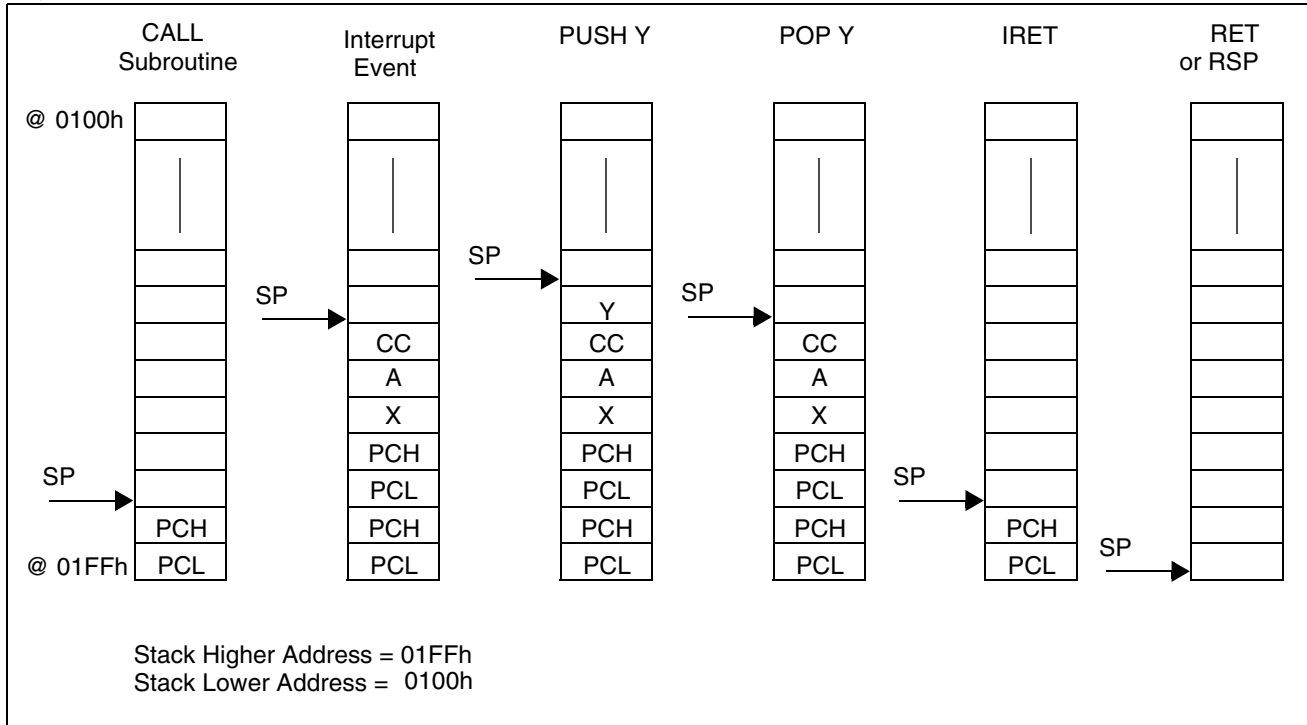 CALL
Subroutine
Interrupt
Event
PUSH Y
POP Y
IRET
RET
or RSP
@ 0100h
SP
SP
SP
Y
CC
CC
CC
A
A
A
X
X
X
PCH
PCH
PCH
SP
SP
PCL
PCL
PCL
PCH
PCH
PCH
PCH
PCH
SP
@ 01FFh
PCL
PCL
PCL
PCL
PCL
Stack Higher Address = 01FFh
Stack Lower Address = 0100h